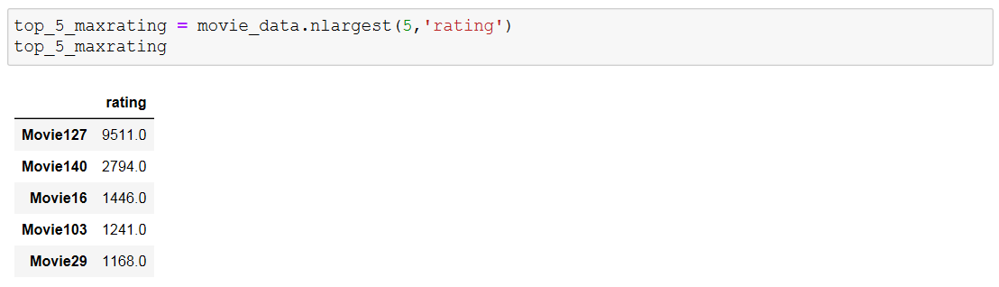 top_5_maxrating = movie_data.nlargest(5,'rating')
top_5_maxrating
rating
Movie127 9511.0
Movie140 2794.0
Movie16 1446.0
Movie103 1241.0
Movie29 1168.0